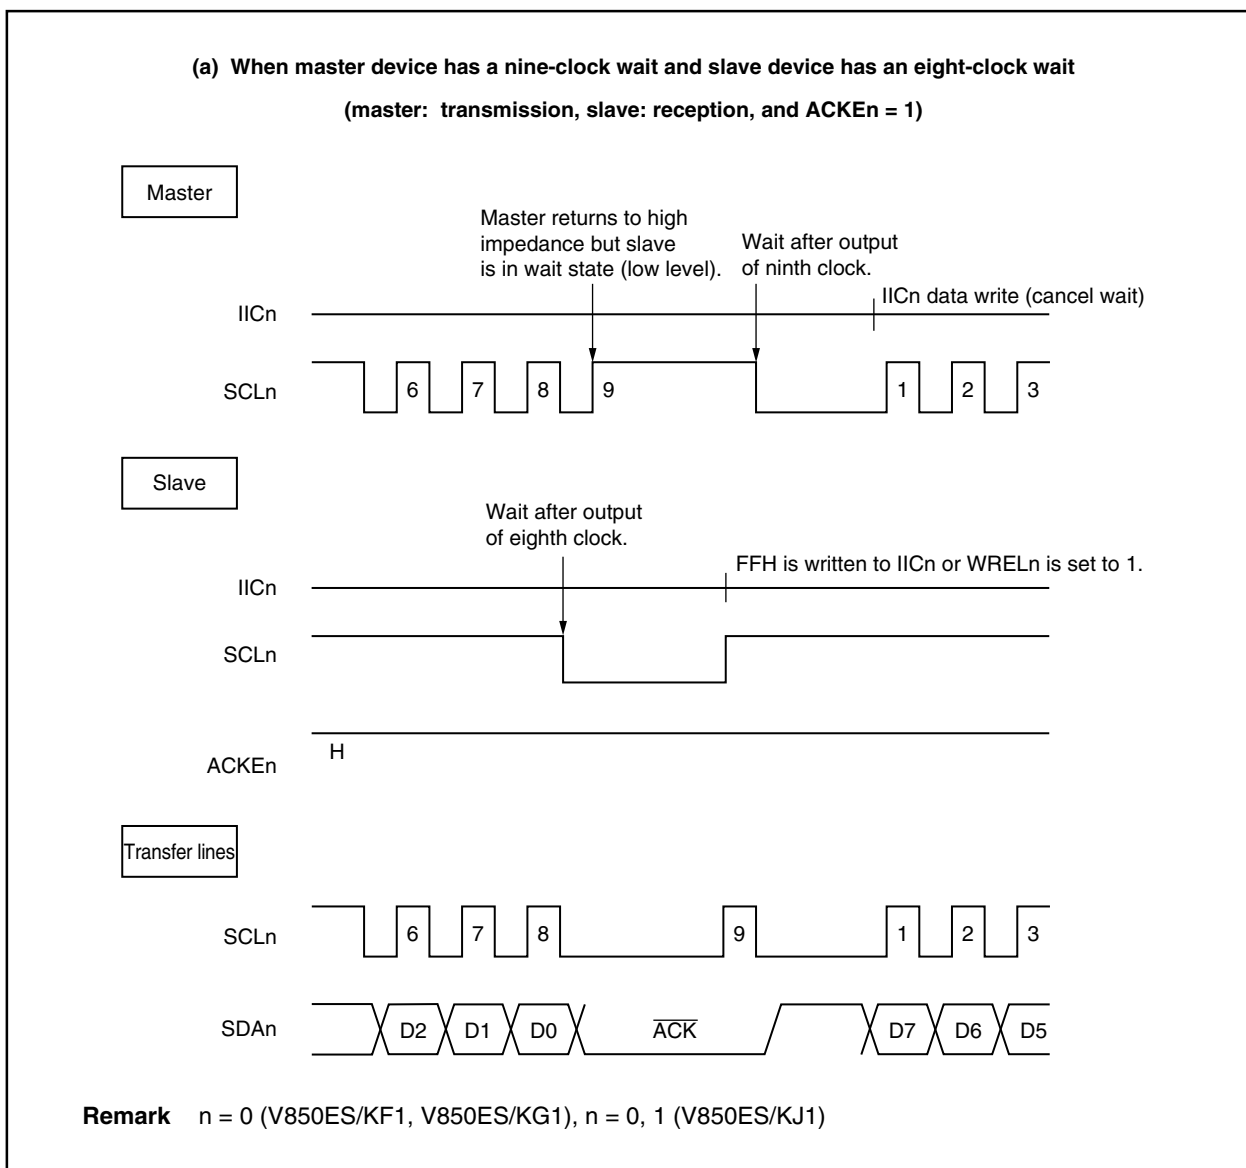 (a) When master device has a nine-clock wait and slave device has an eight-clock wait
(master: transmission, slave: reception, and ACKEn = 1)
Master
Master returns to high
impedance but slave
is in wait state (low level).
Wait after output
of ninth clock.
IICn data write (cancel wait)
IICn
SCLn
6 7 8 9 1 2 3
Slave
Wait after output
of eighth clock.
FFH is written to IICn or WRELn is set to 1.
IICn
SCLn
H
ACKEn
Transfer lines
SCLn
6 7 8 9 1 2 3
SDAn
D2 D1 D0 ACK D7 D6 D5
Remark n = 0 (V850ES/KF1, V850ES/KG1), n = 0, 1 (V850ES/KJ1)